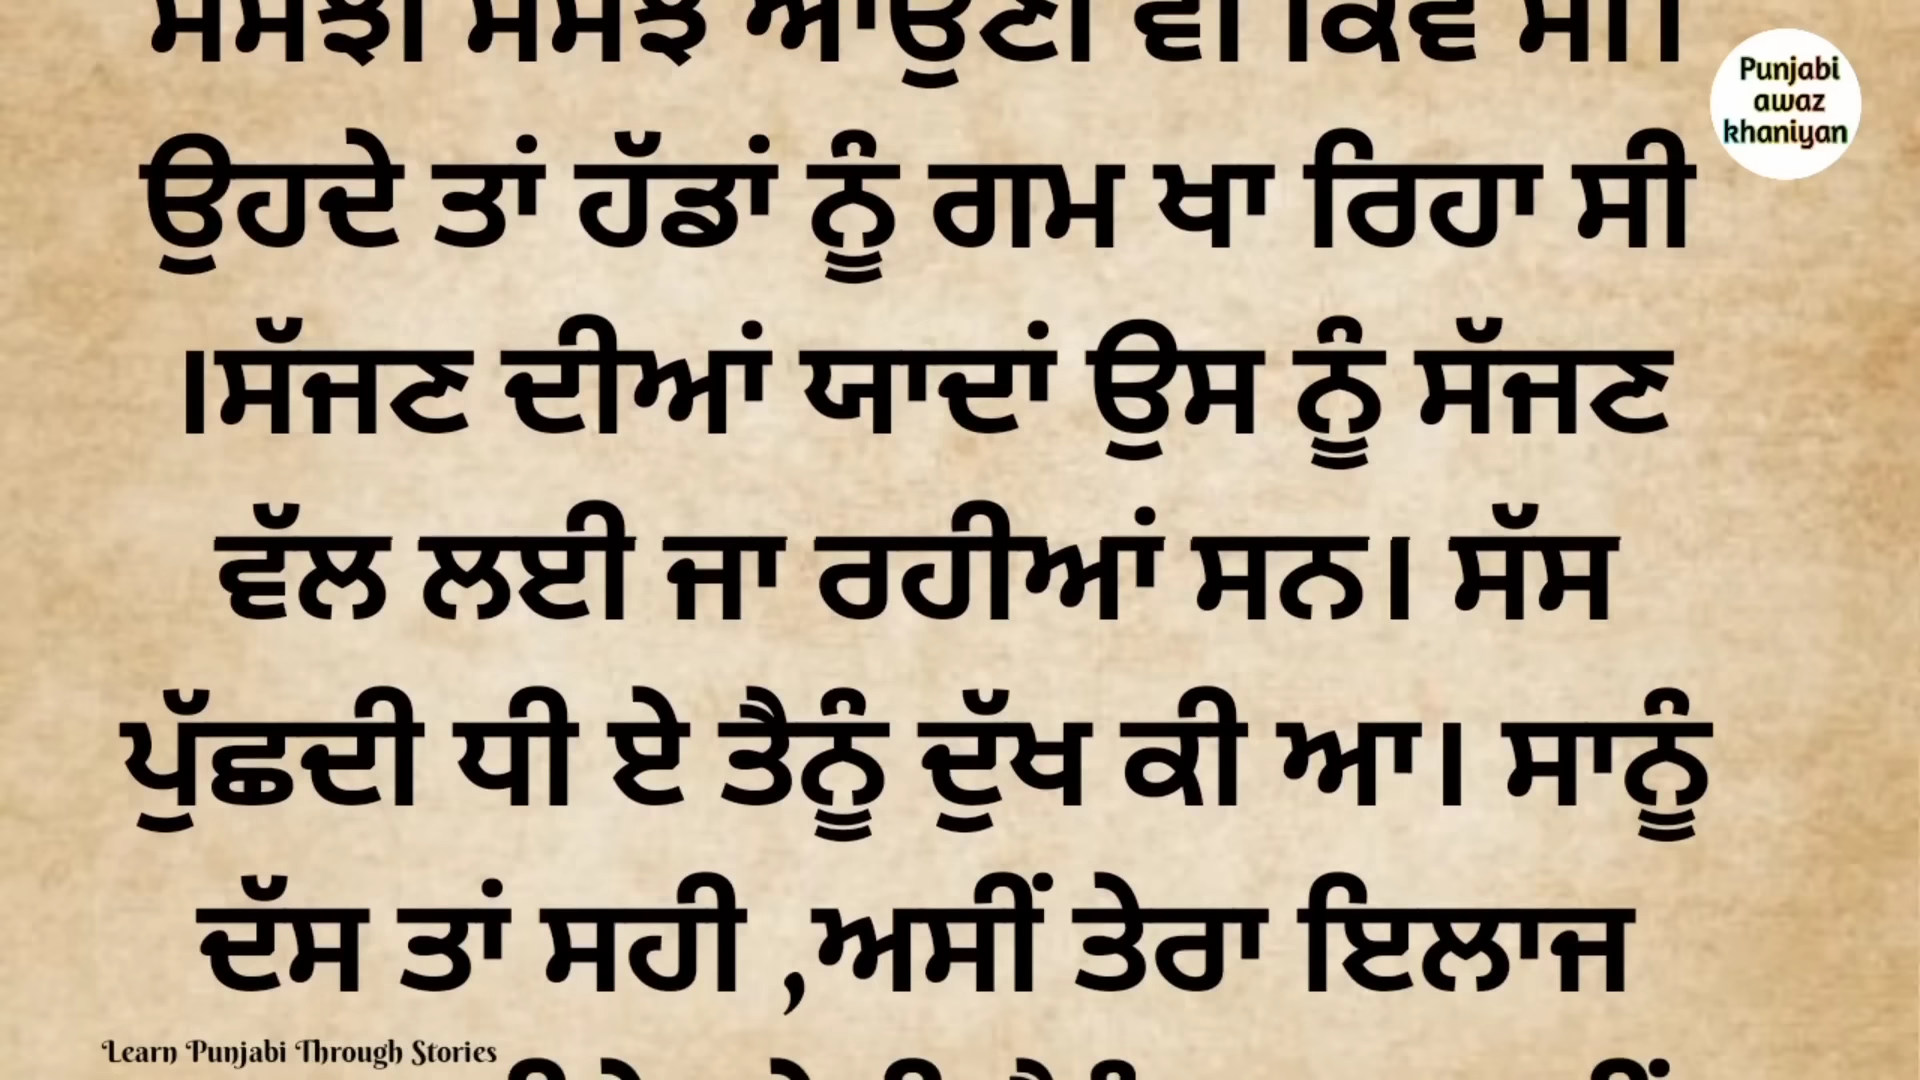 ਸਮਝੀ ਸਮਝ ਆਉਣੀ ਵੀ ਕਿਵੇਂ ਸੀ।
ਉਹਦੇ ਤਾਂ ਹੱਡਾਂ ਨੂੰ ਗਮ ਖਾ ਰਿਹਾ ਸੀ
।ਸੱਜਣ ਦੀਆਂ ਯਾਦਾਂ ਉਸ ਨੂੰ ਸੱਜਣ
ਵੱਲ ਲਈ ਜਾ ਰਹੀਆਂ ਸਨ। ਸੱਸ
ਪੁੱਛਦੀ ਧੀ ਏ ਤੈਨੂੰ ਦੁੱਖ ਕੀ ਆ। ਸਾਨੂੰ
ਦੱਸ ਤਾਂ ਸਹੀ ,ਅਸੀਂ ਤੇਰਾ ਇਲਾਜ
Punjabi
awaz
khaniyan
Learn Punjabi Through Stories